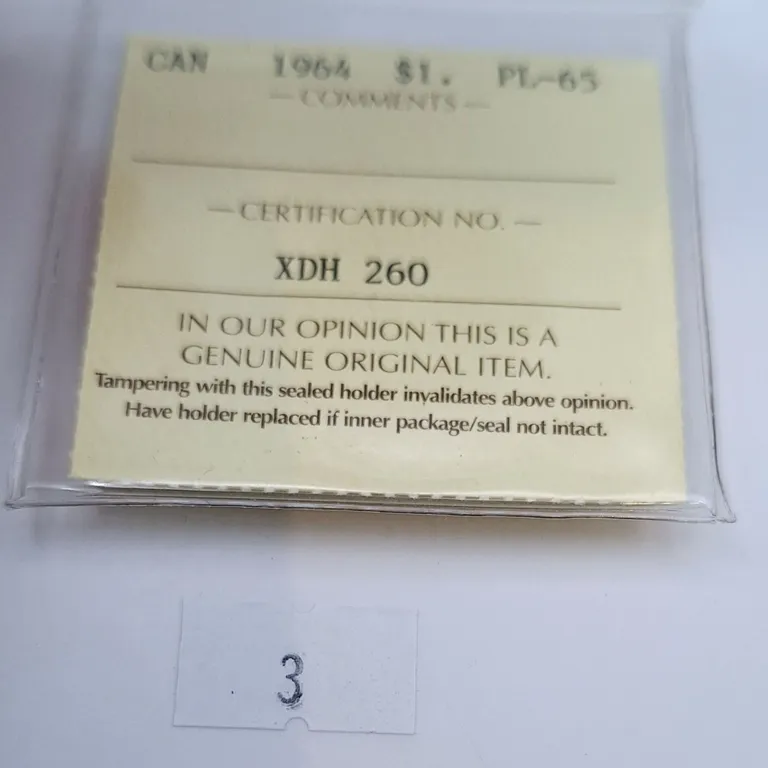 CAN 1964 $1. PL-65
— COMMENTS —
— CERTIFICATION NO. —
XDH 260
IN OUR OPINION THIS IS A
GENUINE ORIGINAL ITEM.
Tampering with this sealed holder invalidates above opinion.
Have holder replaced if inner package/seal not intact.
3